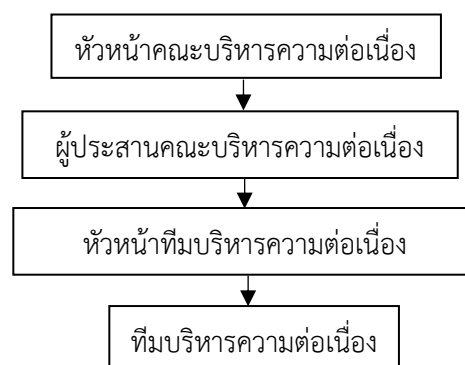 หัวหน้าคณะบริหารความต่อเนื่อง
ผู้ประสานคณะบริหารความต่อเนื่อง
หัวหน้าทีมบริหารความต่อเนื่อง
ทีมบริหารความต่อเนื่อง